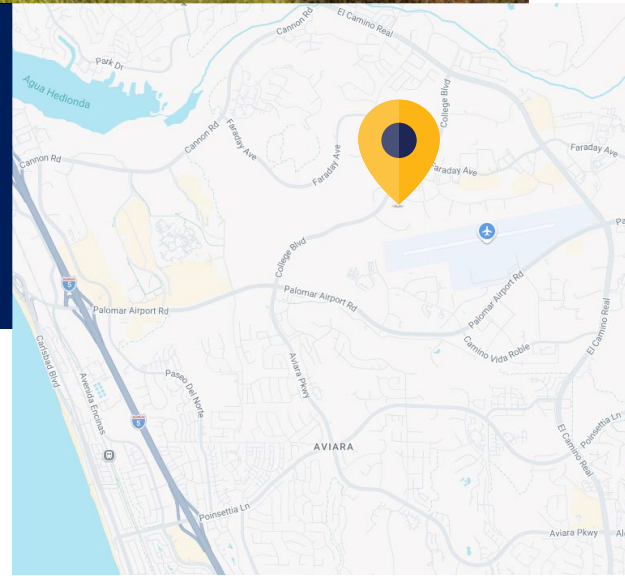 Cannon Rd
El Camino Real
Park Dr
Agua Hedionda
College Blvd
Faraday Ave
Cannon Rd
Faraday Ave
Faraday Ave
Faraday Ave
Cannon Rd
College Blvd
5
Palomar Airport Rd
Palomar Airport Rd
Palomar Airport Rd
El Camino Real
Carlsbad Blvd
Avenida Encinas
Paseo Del Norte
Aviara Pkwy
Camino Vida Roble
5
AVIARA
El Camino Real
Poinsettia Ln
Poinsettia Ln
Aviara Pkwy